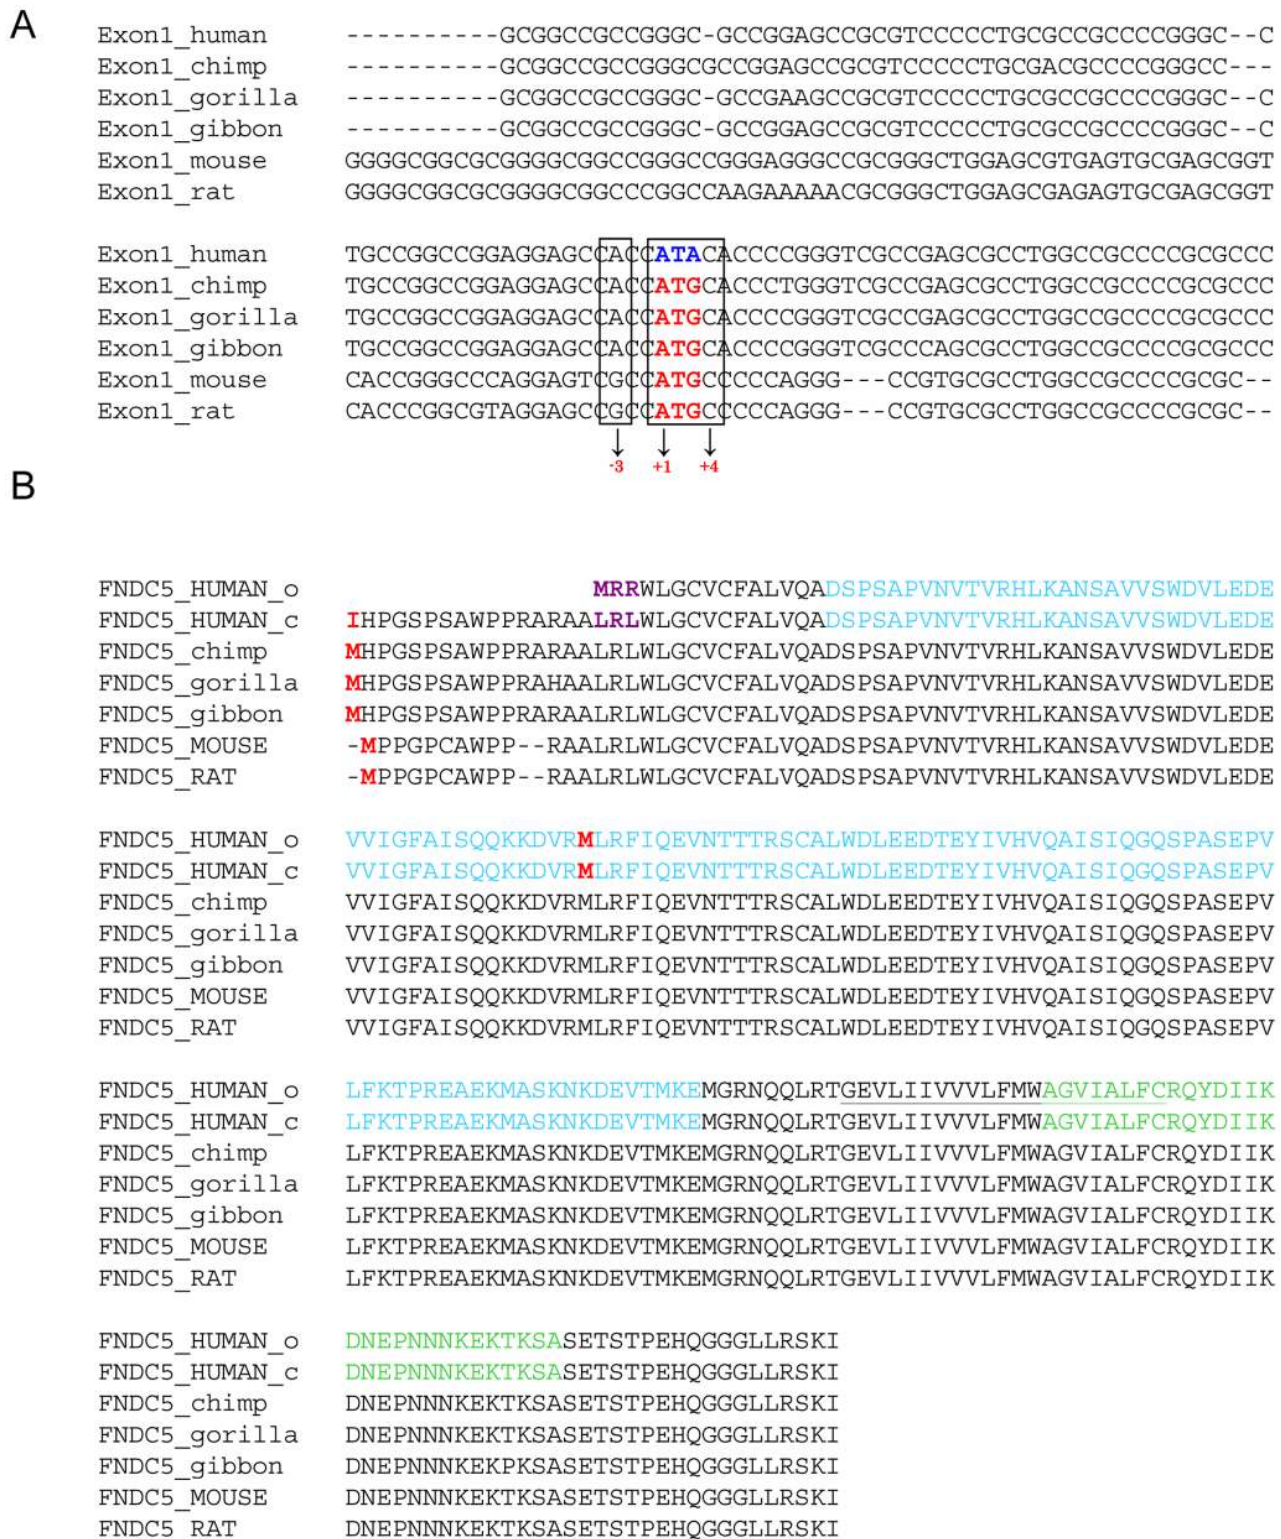 A
Exon1_human ----------GCGGCCGCCGGGC-GCCGGAGCCGCGTCCCCCTGCGCCGCCCCGGGC--C
Exon1_chimp ----------GCGGCCGCCGGGCGCCGGAGCCGCGTCCCCCTGCGACGCCCCGGGCC---
Exon1_gorilla ----------GCGGCCGCCGGGC-GCCGAAGCCGCGTCCCCCTGCGCCGCCCCGGGC--C
Exon1_gibbon ----------GCGGCCGCCGGGC-GCCGGAGCCGCGTCCCCCTGCGCCGCCCCGGGC--C
Exon1_mouse GGGGCGGCGCGGGGCGGCCGGGCCGGGAGGGCCGCGGGCTGGAGCGTGAGTGCGAGCGGT
Exon1_rat GGGGCGGCGCGGGGCGGCCCGGCCAAGAAAAACGCGGGCTGGAGCGAGAGTGCGAGCGGT
Exon1_human TGCCGGCCGGAGGAGCCACCATACACCCCGGGTCGCCGAGCGCCTGGCCGCCCCGCGCCC
Exon1_chimp TGCCGGCCGGAGGAGCCACCATGCACCCTGGGTCGCCGAGCGCCTGGCCGCCCCGCGCCC
Exon1_gorilla TGCCGGCCGGAGGAGCCACCATGCACCCCGGGTCGCCGAGCGCCTGGCCGCCCCGCGCCC
Exon1_gibbon TGCCGGCCGGAGGAGCCACCATGCACCCCGGGTCGCCCAGCGCCTGGCCGCCCCGCGCCC
Exon1_mouse CACCGGGCCCAGGAGTCGCCATGCCCCCAGGG---CCGTGCGCCTGGCCGCCCCGCGC--
Exon1_rat CACCCGGCGTAGGAGCCGCCATGCCCCCAGGG---CCGTGCGCCTGGCCGCCCCGCGC--
-3 +1 +4
B
FNDC5_HUMAN_o MRRWLGCVCFALVQADSPSAPVNVTVRHLKANSAVVSWDVLEDE
FNDC5_HUMAN_c IHPGSPSAWPPRARAALRLWLGCVCFALVQADSPSAPVNVTVRHLKANSAVVSWDVLEDE
FNDC5_chimp MHPGSPSAWPPRARAALRLWLGCVCFALVQADSPSAPVNVTVRHLKANSAVVSWDVLEDE
FNDC5_gorilla MHPGSPSAWPPRAHAALRLWLGCVCFALVQADSPSAPVNVTVRHLKANSAVVSWDVLEDE
FNDC5_gibbon MHPGSPSAWPPRARAALRLWLGCVCFALVQADSPSAPVNVTVRHLKANSAVVSWDVLEDE
FNDC5_MOUSE -MPPGPCAWPP--RAALRLWLGCVCFALVQADSPSAPVNVTVRHLKANSAVVSWDVLEDE
FNDC5_RAT -MPPGPCAWPP--RAALRLWLGCVCFALVQADSPSAPVNVTVRHLKANSAVVSWDVLEDE
FNDC5_HUMAN_o VVIGFAISQQKKDVRMLRFIQEVNTTTRSCALWDLEEDTEYIVHVQAISIQGQSPASEPV
FNDC5_HUMAN_c VVIGFAISQQKKDVRMLRFIQEVNTTTRSCALWDLEEDTEYIVHVQAISIQGQSPASEPV
FNDC5_chimp VVIGFAISQQKKDVRMLRFIQEVNTTTRSCALWDLEEDTEYIVHVQAISIQGQSPASEPV
FNDC5_gorilla VVIGFAISQQKKDVRMLRFIQEVNTTTRSCALWDLEEDTEYIVHVQAISIQGQSPASEPV
FNDC5_gibbon VVIGFAISQQKKDVRMLRFIQEVNTTTRSCALWDLEEDTEYIVHVQAISIQGQSPASEPV
FNDC5_MOUSE VVIGFAISQQKKDVRMLRFIQEVNTTTRSCALWDLEEDTEYIVHVQAISIQGQSPASEPV
FNDC5_RAT VVIGFAISQQKKDVRMLRFIQEVNTTTRSCALWDLEEDTEYIVHVQAISIQGQSPASEPV
FNDC5_HUMAN_o LFKTPREAEKMASKNKDEVTMKEMGRNQQLRTGEVLIIVVVLFMWAGVIALFCRQYDIIK
FNDC5_HUMAN_c LFKTPREAEKMASKNKDEVTMKEMGRNQQLRTGEVLIIVVVLFMWAGVIALFCRQYDIIK
FNDC5_chimp LFKTPREAEKMASKNKDEVTMKEMGRNQQLRTGEVLIIVVVLFMWAGVIALFCRQYDIIK
FNDC5_gorilla LFKTPREAEKMASKNKDEVTMKEMGRNQQLRTGEVLIIVVVLFMWAGVIALFCRQYDIIK
FNDC5_gibbon LFKTPREAEKMASKNKDEVTMKEMGRNQQLRTGEVLIIVVVLFMWAGVIALFCRQYDIIK
FNDC5_MOUSE LFKTPREAEKMASKNKDEVTMKEMGRNQQLRTGEVLIIVVVLFMWAGVIALFCRQYDIIK
FNDC5_RAT LFKTPREAEKMASKNKDEVTMKEMGRNQQLRTGEVLIIVVVLFMWAGVIALFCRQYDIIK
FNDC5_HUMAN_o DNEPNNNKEKTKSASETSTPEHQGGGLLRSKI
FNDC5_HUMAN_c DNEPNNNKEKTKSASETSTPEHQGGGLLRSKI
FNDC5_chimp DNEPNNNKEKTKSASETSTPEHQGGGLLRSKI
FNDC5_gorilla DNEPNNNKEKTKSASETSTPEHQGGGLLRSKI
FNDC5_gibbon DNEPNNNKEKPKSASETSTPEHQGGGLLRSKI
FNDC5_MOUSE DNEPNNNKEKTKSASETSTPEHQGGGLLRSKI
FNDC5_RAT DNEPNNNKEKTKSASETSTPEHQGGGLLRSKI